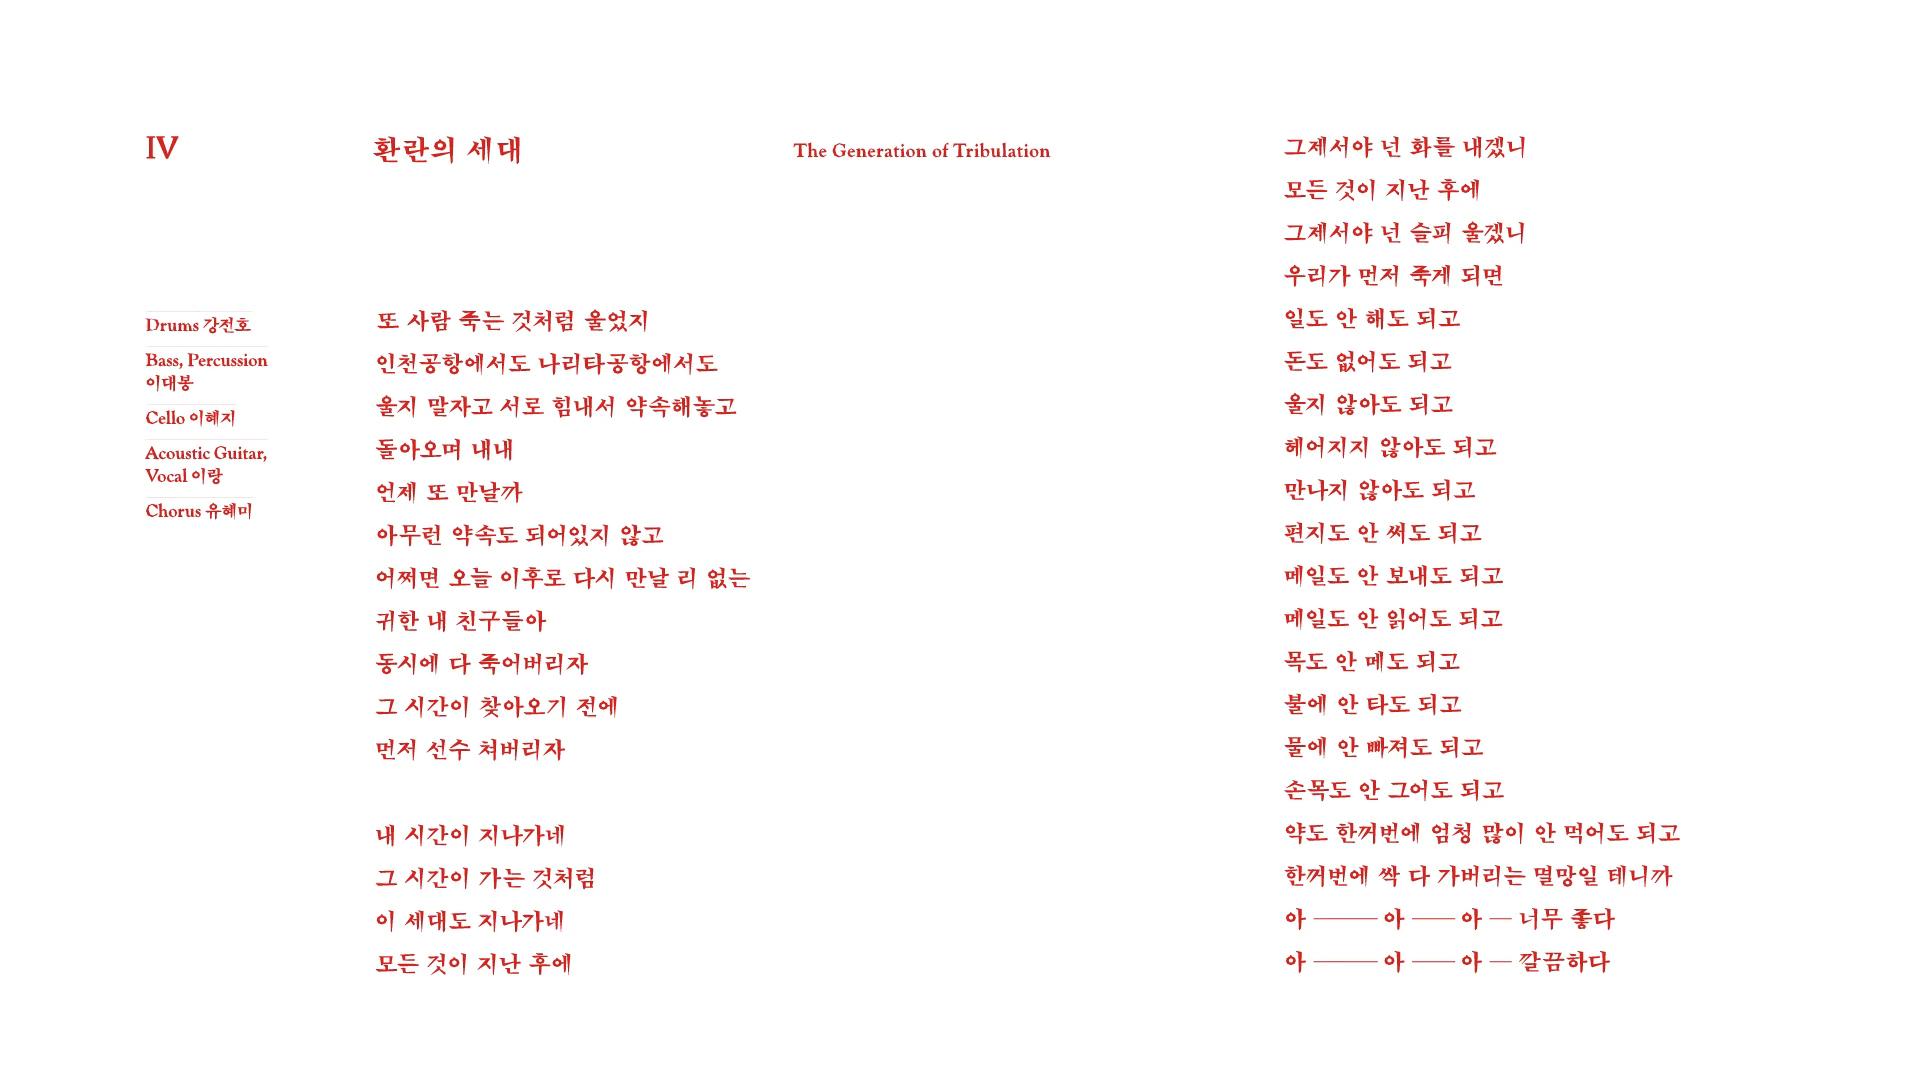 IV
환란의 세대
The Generation of Tribulation
Drums 강전호
Bass, Percussion
이대봉
Cello 이혜지
Acoustic Guitar,
Vocal 이랑
Chorus 유혜미
또 사람 죽는 것처럼 울었지
인천공항에서도 나리타공항에서도
울지 말자고 서로 힘내서 약속해놓고
돌아오며 내내
언제 또 만날까
아무런 약속도 되어있지 않고
어쩌면 오늘 이후로 다시 만날 리 없는
귀한 내 친구들아
동시에 다 죽어버리자
그 시간이 찾아오기 전에
먼저 선수 쳐버리자
내 시간이 지나가네
그 시간이 가는 것처럼
이 세대도 지나가네
모든 것이 지난 후에
그제서야 넌 화를 내겠니
모든 것이 지난 후에
그제서야 넌 슬피 울겠니
우리가 먼저 죽게 되면
일도 안 해도 되고
돈도 없어도 되고
울지 않아도 되고
헤어지지 않아도 되고
만나지 않아도 되고
편지도 안 써도 되고
메일도 안 보내도 되고
메일도 안 읽어도 되고
목도 안 메도 되고
불에 안 타도 되고
물에 안 빠져도 되고
손목도 안 그어도 되고
약도 한꺼번에 엄청 많이 안 먹어도 되고
한꺼번에 싹 다 가버리는 멸망일 테니까
아 ——— 아 —— 아 — 너무 좋다
아 ——— 아 —— 아 — 깔끔하다